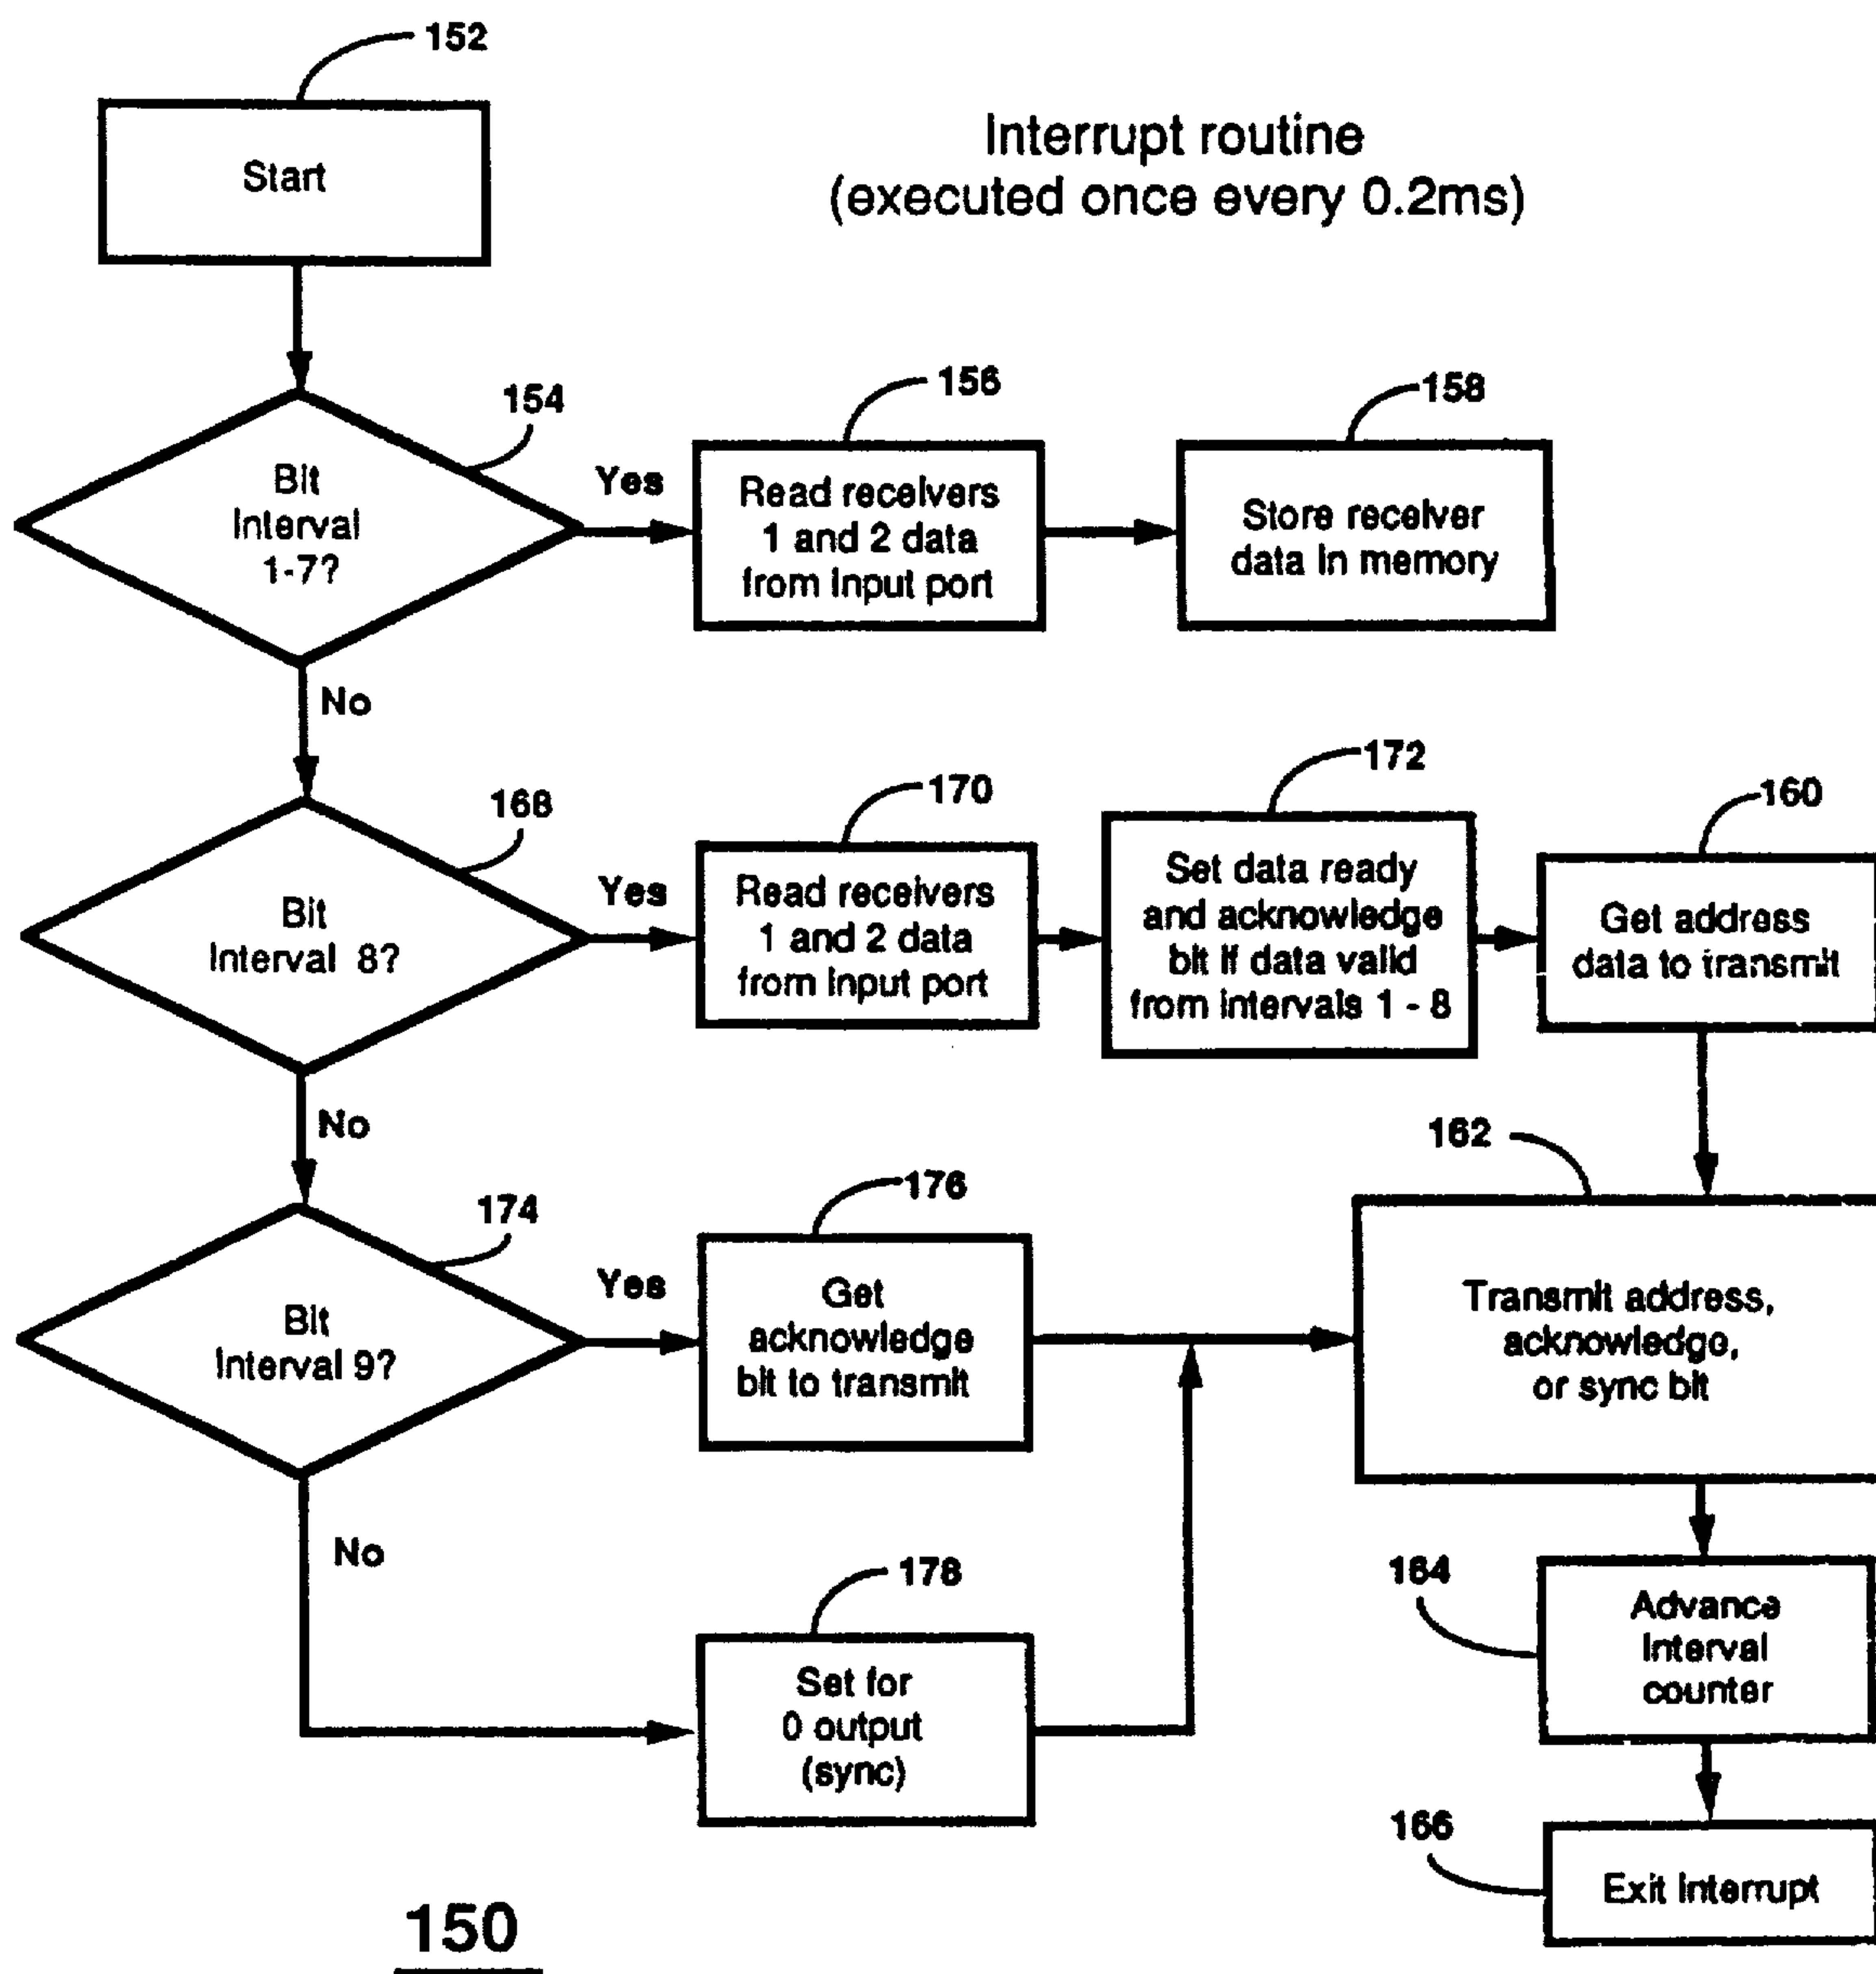 152
Start
Interrupt routine
(executed once every 0.2ms)
154
Bit
Interval
1-7?
Yes
156
Read receivers
1 and 2 data
from input port
158
Store receiver
data in memory
No
168
Bit
Interval 8?
Yes
170
Read receivers
1 and 2 data
from input port
172
Set data ready
and acknowledge
bit if data valid
from intervals 1 - 8
160
Get address
data to transmit
No
174
Bit
Interval 9?
Yes
176
Get
acknowledge
bit to transmit
162
Transmit address,
acknowledge,
or sync bit
No
178
Set for
0 output
(sync)
164
Advance
interval
counter
166
Exit interrupt
150